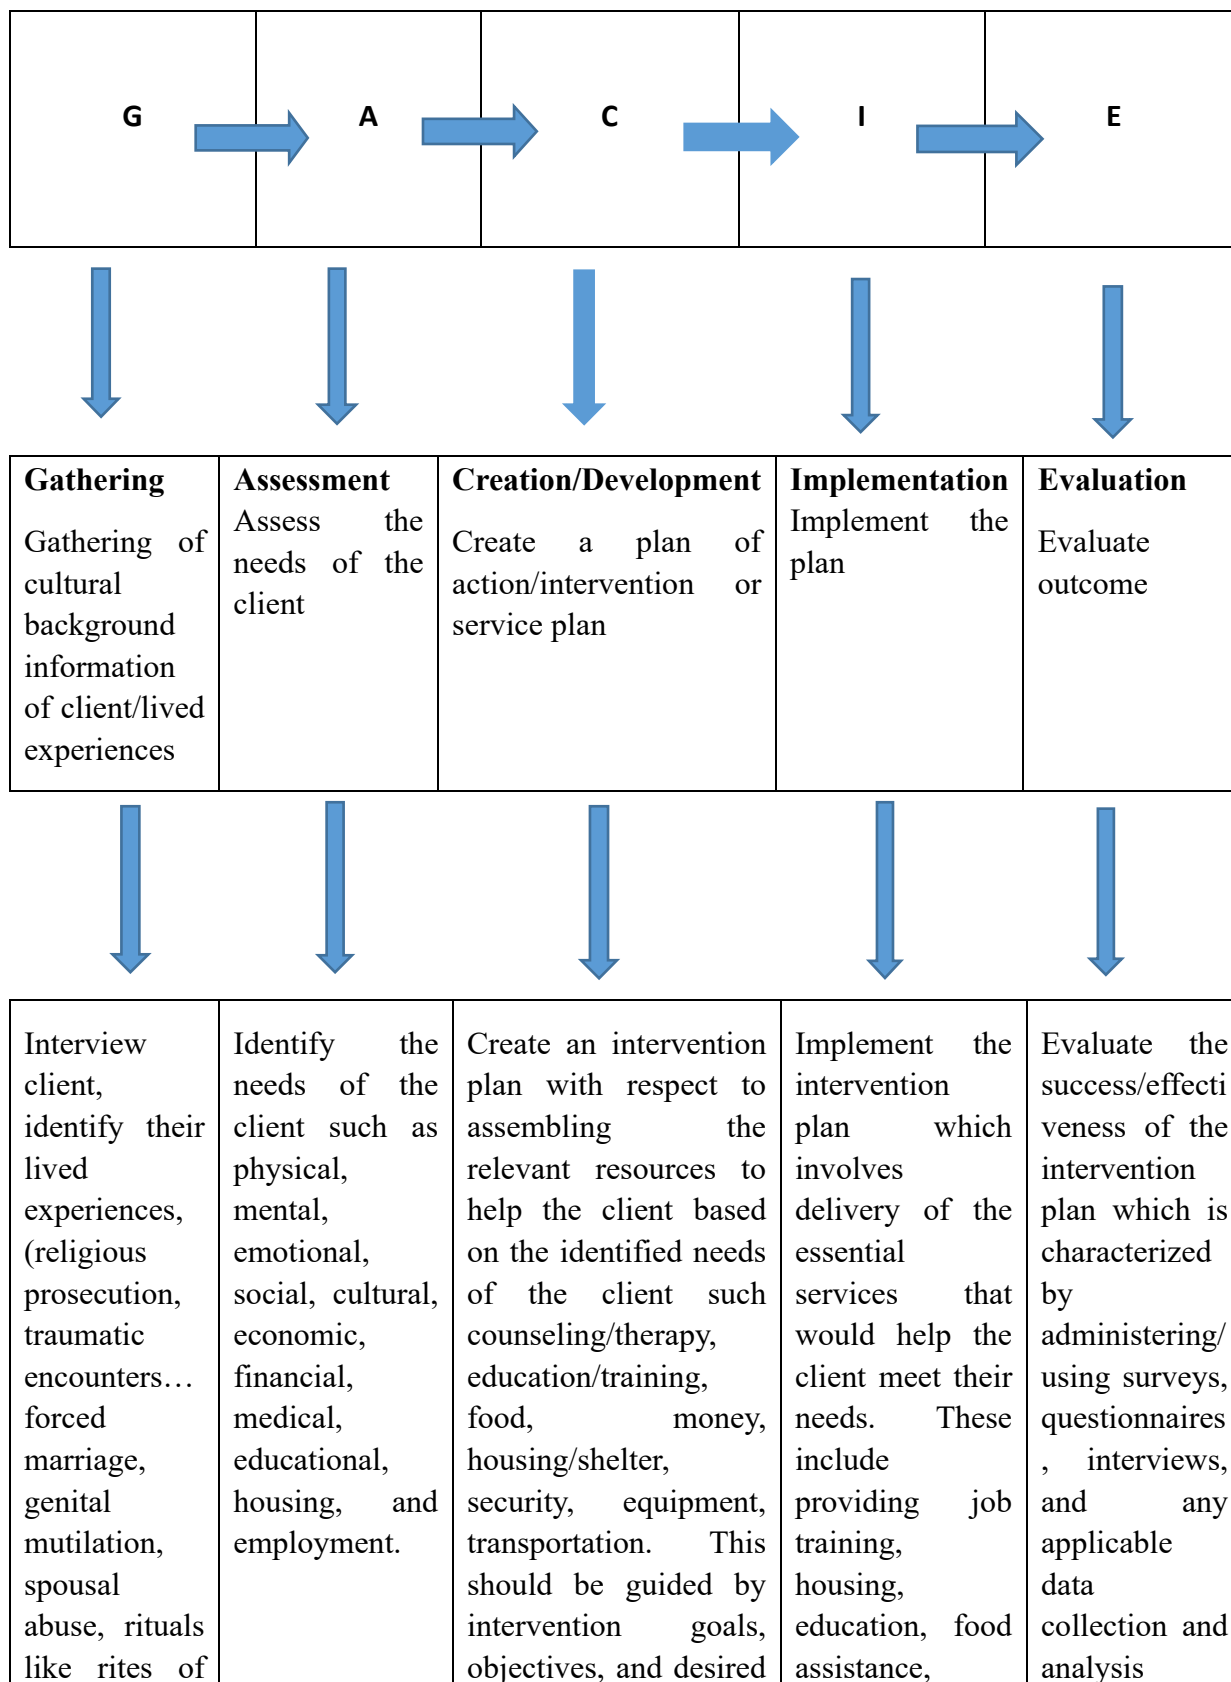 G
A
C
I
E
Gathering
Gathering of
cultural
background
information
of client/lived
experiences
Assessment
Assess the
needs of the
client
Creation/Development
Create a plan of
action/intervention or
service plan
Implementation
Implement the
plan
Evaluation
Evaluate
outcome
Interview
client,
identify their
lived
experiences,
(religious
prosecution,
traumatic
encounters…
forced
marriage,
genital
mutilation,
spousal
abuse, rituals
like rites of
Identify the
needs of the
client such as
physical,
mental,
emotional,
social, cultural,
economic,
financial,
medical,
educational,
housing, and
employment.
Create an intervention
plan with respect to
assembling the
relevant resources to
help the client based
on the identified needs
of the client such
counseling/therapy,
education/training,
food, money,
housing/shelter,
security, equipment,
transportation. This
should be guided by
intervention goals,
objectives, and desired
Implement the
intervention
plan which
involves
delivery of the
essential
services that
would help the
client meet their
needs. These
include
providing job
training,
housing,
education, food
assistance,
Evaluate the
success/effecti
veness of the
intervention
plan which is
characterized
by
administering/
using surveys,
questionnaires
, interviews,
and any
applicable
data
collection and
analysis